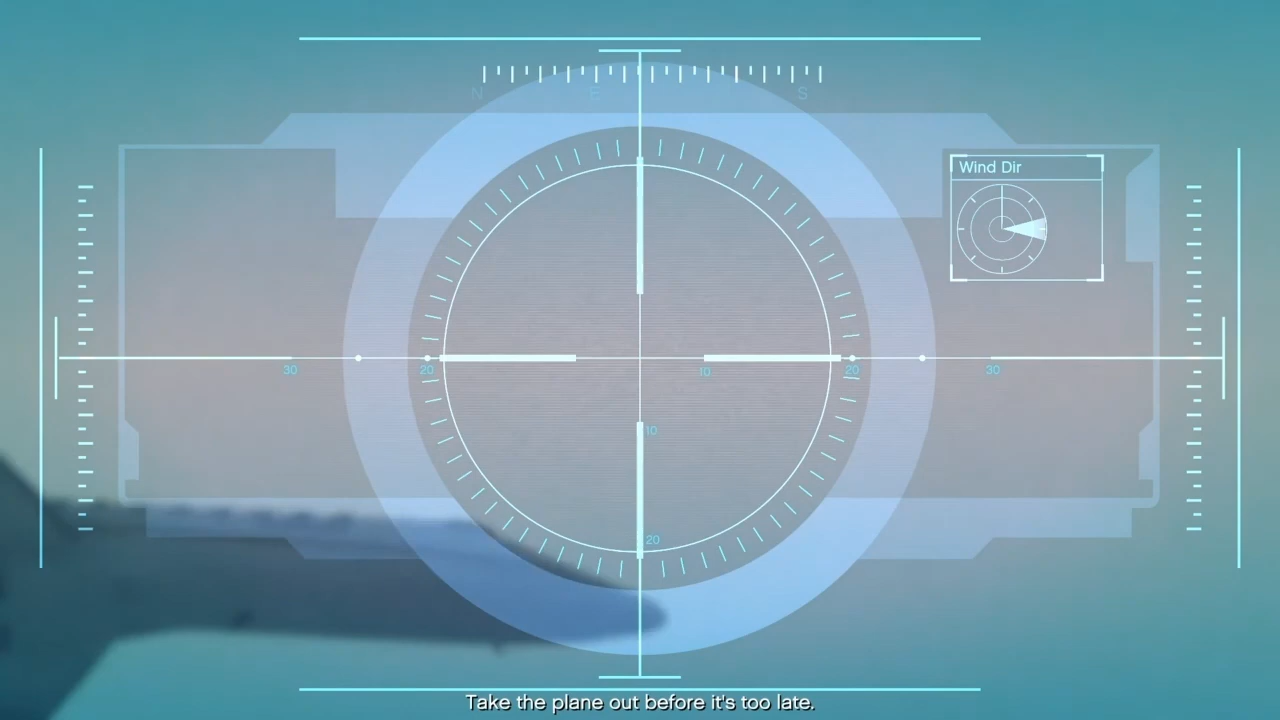 N E S
Wind Dir
30 20 10 20 30
10
20
Take the plane out before it's too late.